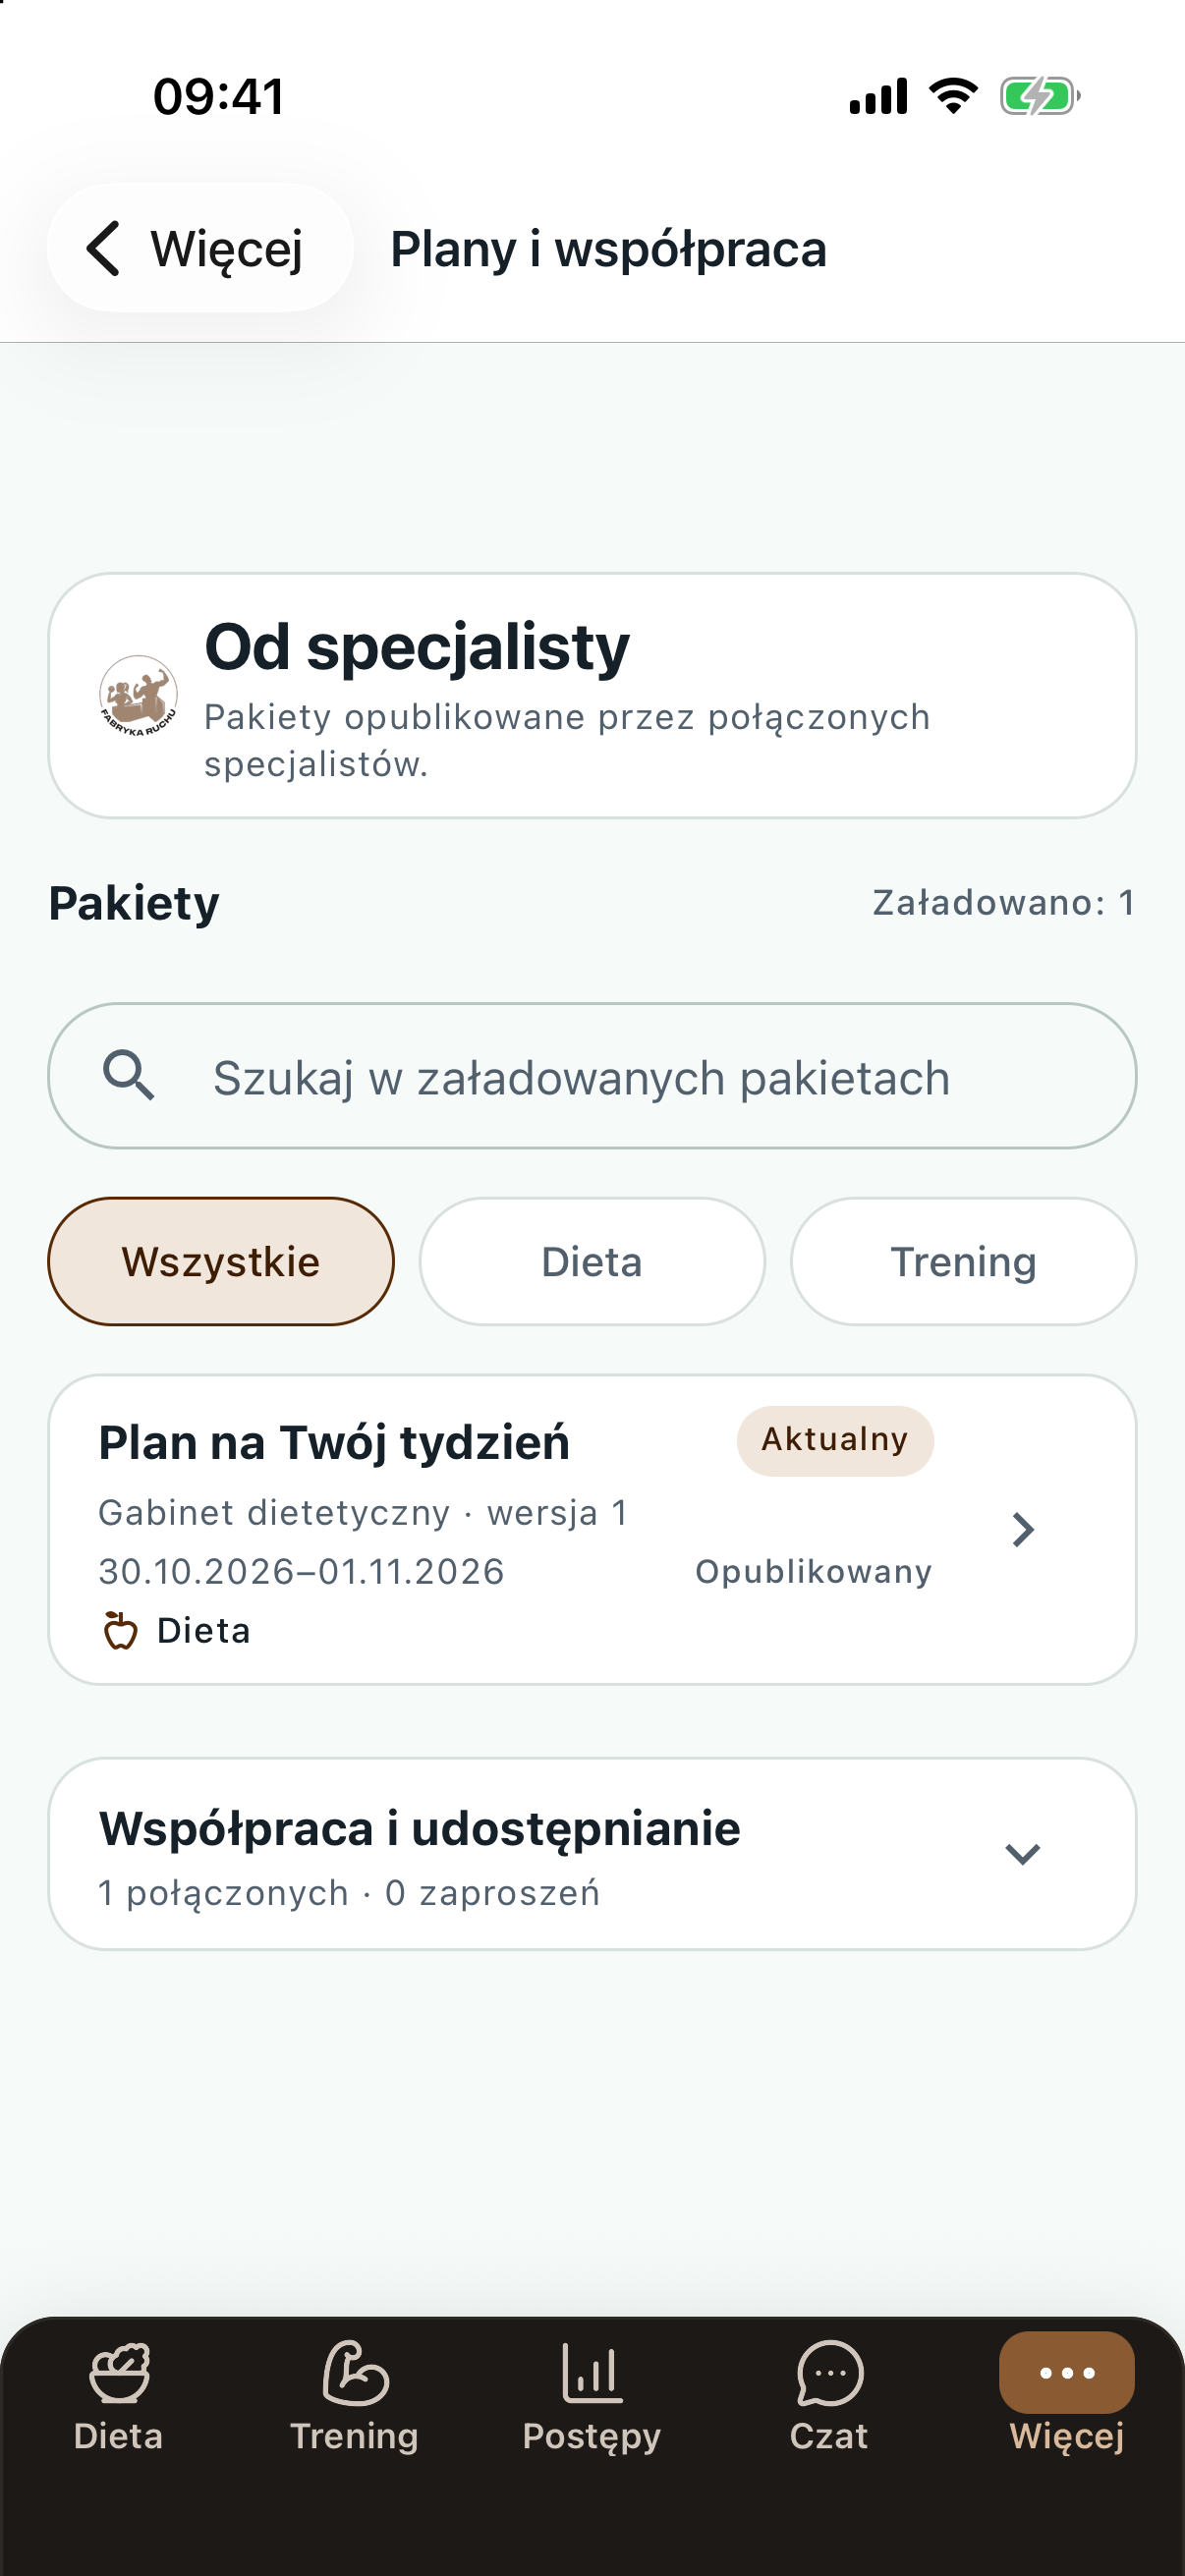 09:41
Więcej
Plany i współpraca
Od specjalisty
FABRYKA RUCHU
Pakiety opublikowane przez połączonych
specjalistów.
Pakiety
Załadowano: 1
Szukaj w załadowanych pakietach
Wszystkie
Dieta
Trening
Plan na Twój tydzień
Aktualny
Gabinet dietetyczny · wersja 1
30.10.2026–01.11.2026
Opublikowany
Dieta
Współpraca i udostępnianie
1 połączonych · 0 zaproszeń
Dieta
Trening
Postępy
Czat
Więcej